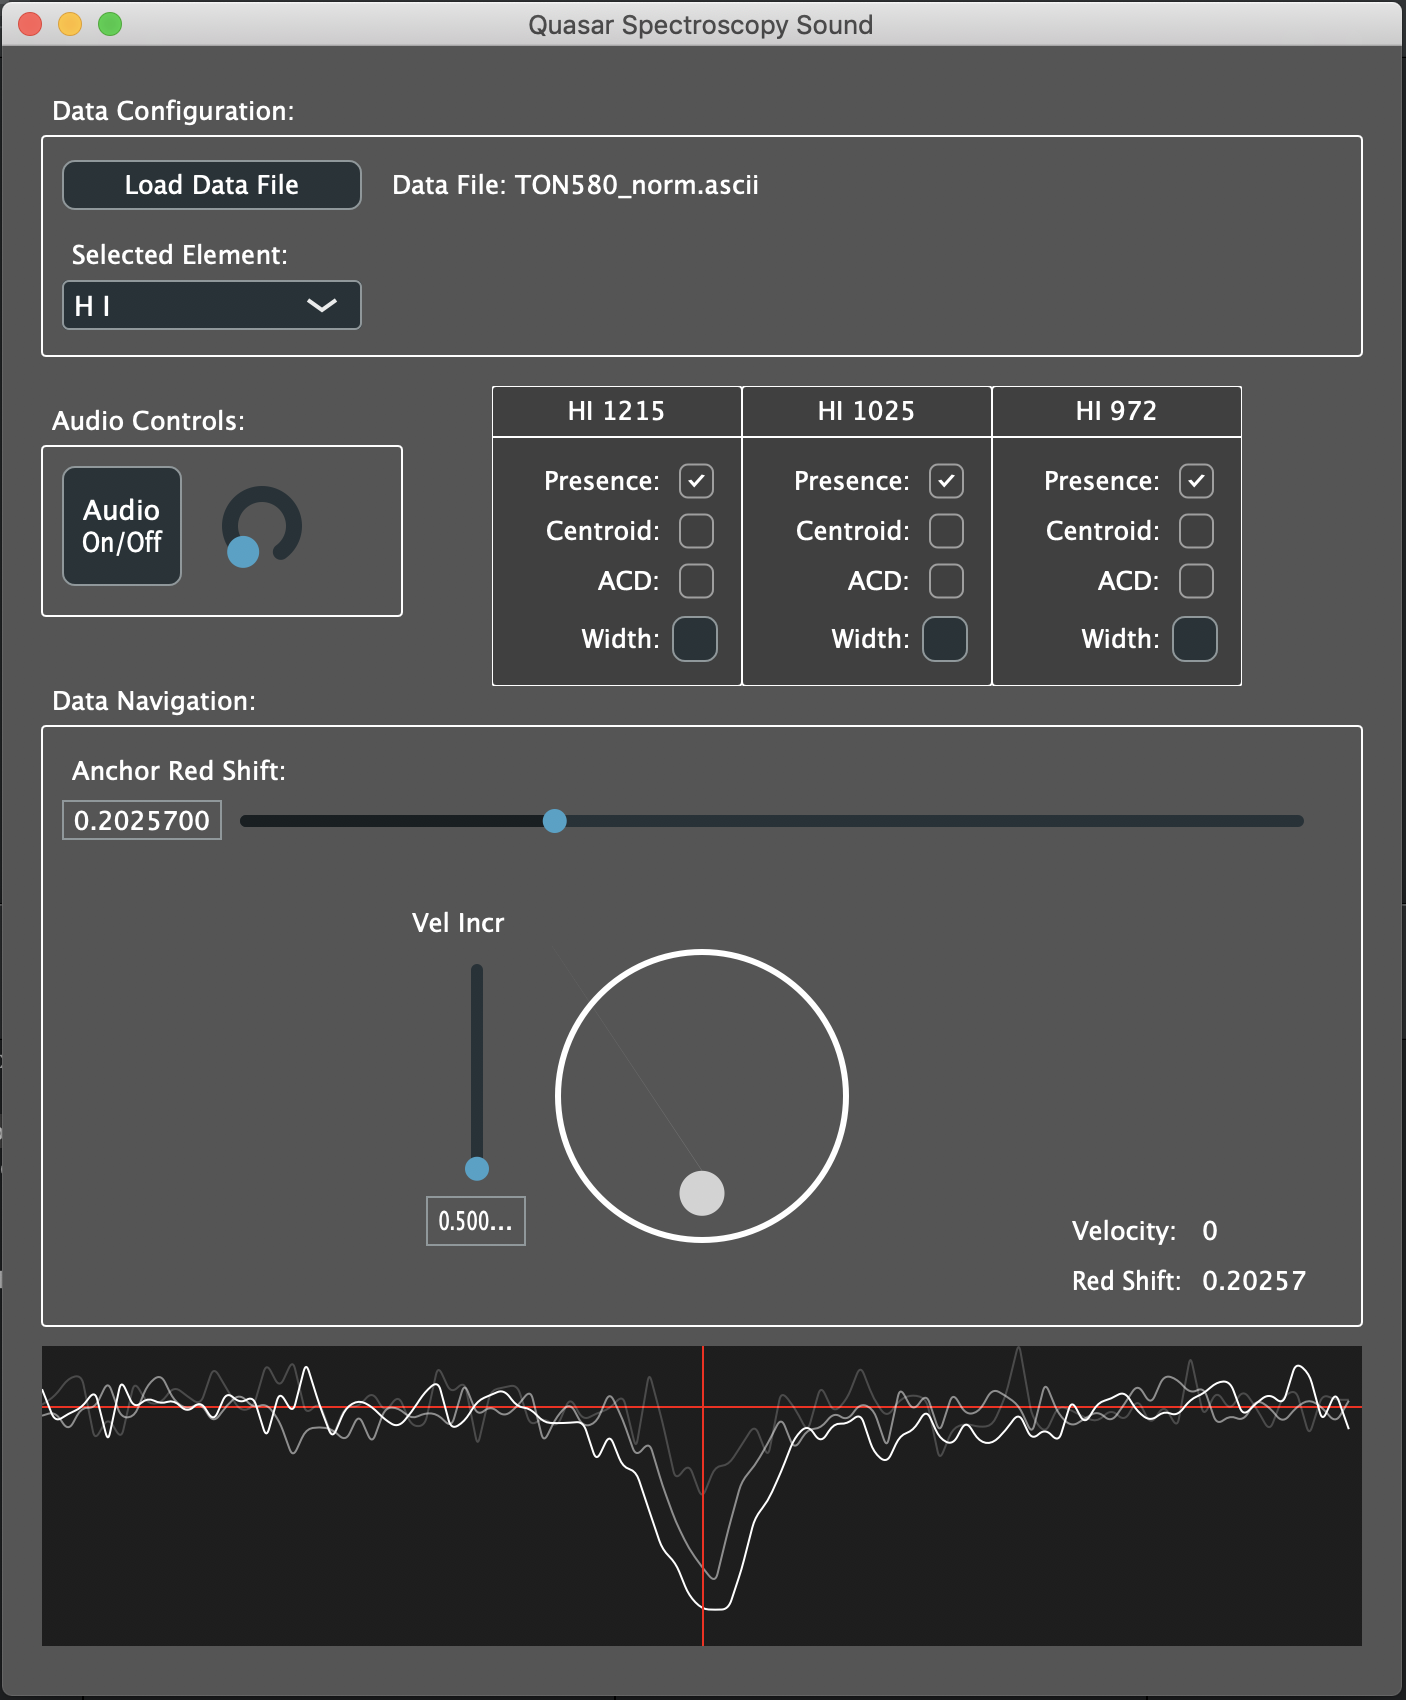 Quasar Spectroscopy Sound
Data Configuration:
Load Data File
Data File: TON580_norm.ascii
Selected Element:
H I
Audio Controls:
Audio
On/Off
HI 1215
HI 1025
HI 972
Presence:
Presence:
Presence:
Centroid:
Centroid:
Centroid:
ACD:
ACD:
ACD:
Width:
Width:
Width:
Data Navigation:
Anchor Red Shift:
0.2025700
Vel Incr
0.500...
Velocity: 0
Red Shift: 0.20257